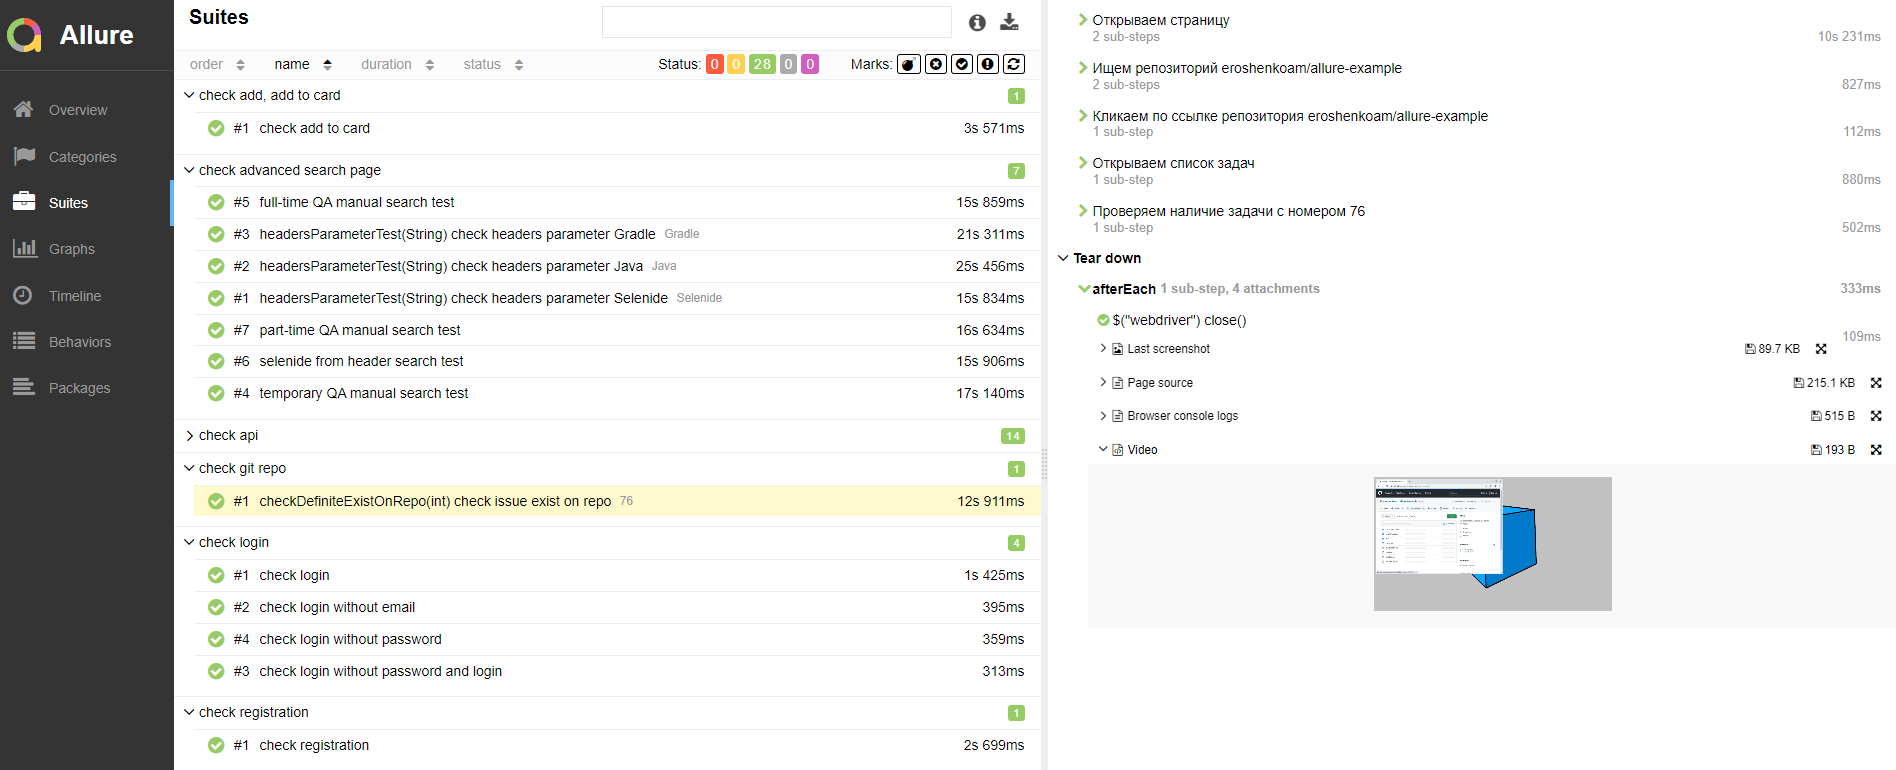 Allure
Overview
Categories
Suites
Graphs
Timeline
Behaviors
Packages
Suites
order name duration status Status: 0 0 28 0 0 Marks:
check add, add to card 1
#1 check add to card 3s 571ms
check advanced search page 7
#5 full-time QA manual search test 15s 859ms
#3 headersParameterTest(String) check headers parameter Gradle Gradle 21s 311ms
#2 headersParameterTest(String) check headers parameter Java Java 25s 456ms
#1 headersParameterTest(String) check headers parameter Selenide Selenide 15s 834ms
#7 part-time QA manual search test 16s 634ms
#6 selenide from header search test 15s 906ms
#4 temporary QA manual search test 17s 140ms
check api 14
check git repo 1
#1 checkDefiniteExistOnRepo(int) check issue exist on repo 76 12s 911ms
check login 4
#1 check login 1s 425ms
#2 check login without email 395ms
#4 check login without password 359ms
#3 check login without password and login 313ms
check registration 1
#1 check registration 2s 699ms
Открываем страницу
2 sub-steps 10s 231ms
Ищем репозиторий eroshenkoam/allure-example
2 sub-steps 827ms
Кликаем по ссылке репозитория eroshenkoam/allure-example
1 sub-step 112ms
Открываем список задач
1 sub-step 880ms
Проверяем наличие задачи с номером 76
1 sub-step 502ms
Tear down
afterEach 1 sub-step, 4 attachments 333ms
$("webdriver") close()
109ms
Last screenshot 89.7 KB
Page source 215.1 KB
Browser console logs 515 B
Video 193 B